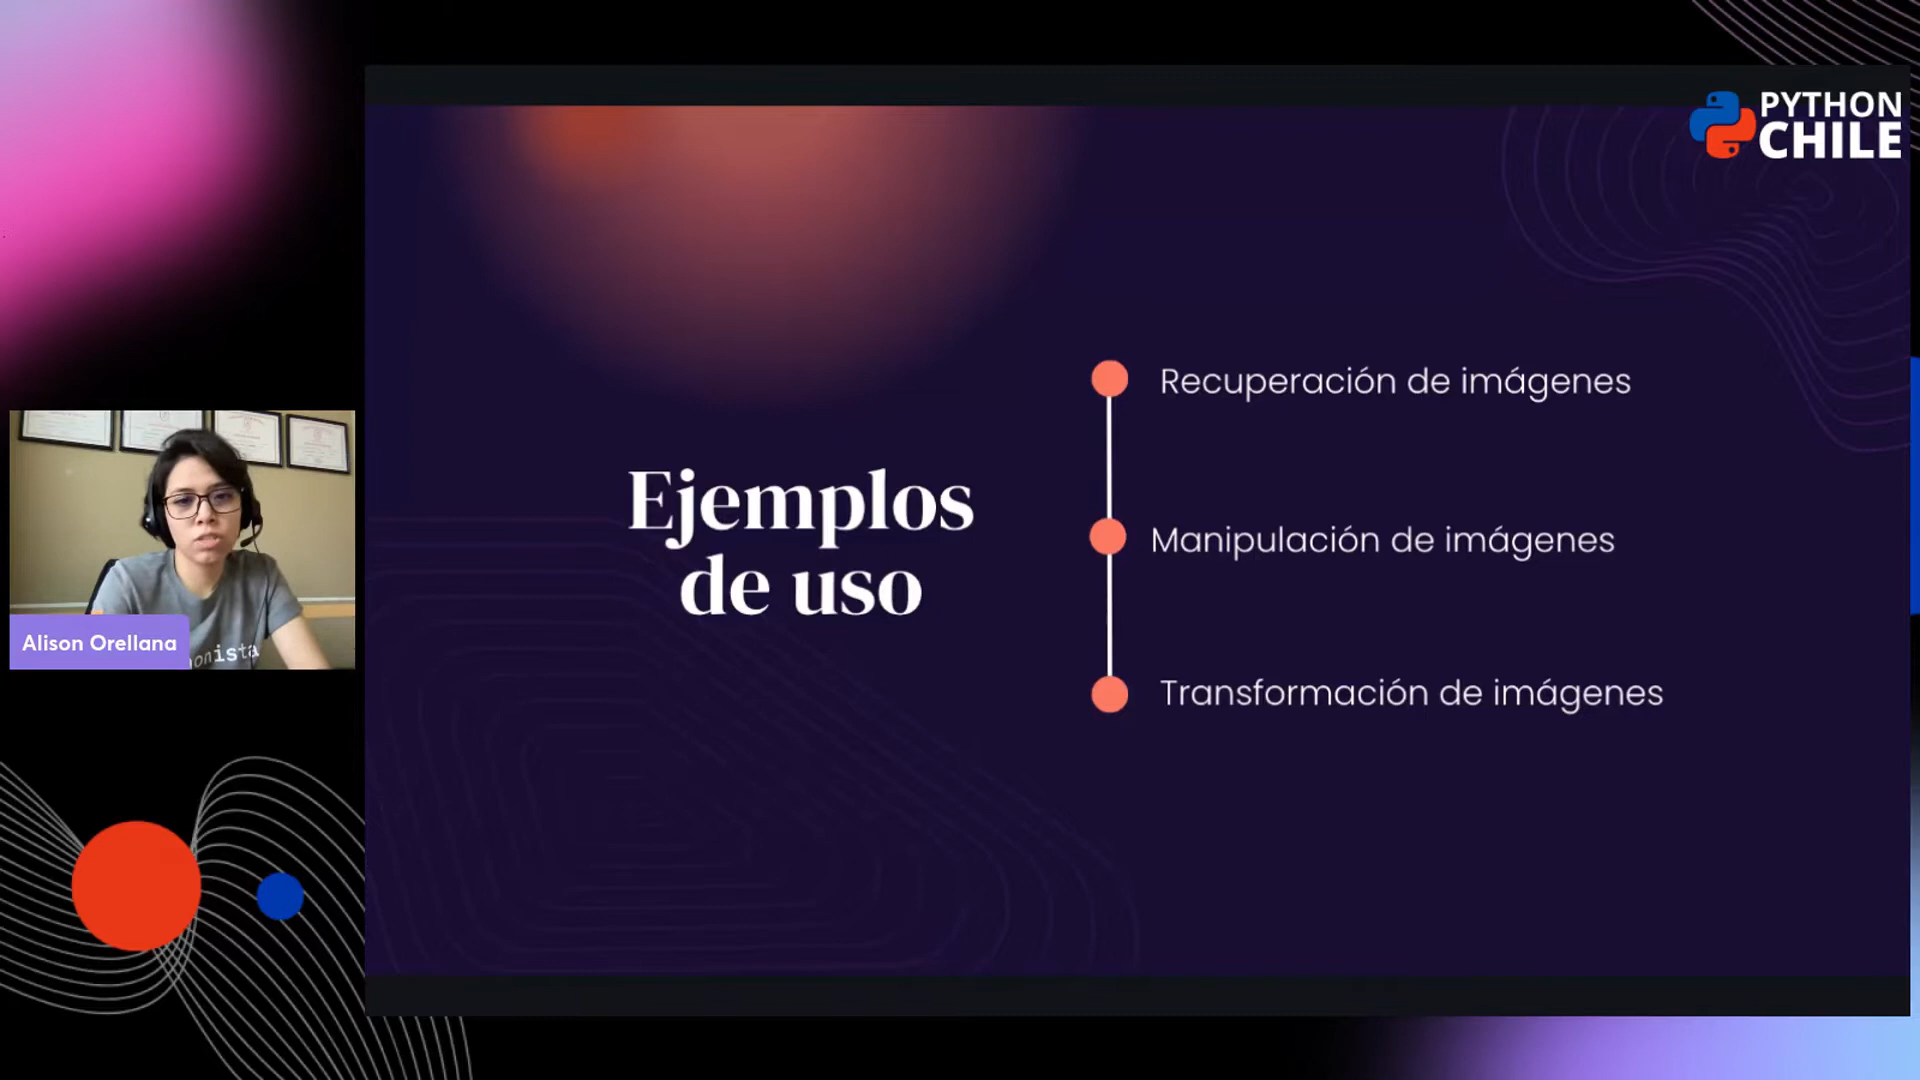 PYTHON
CHILE
Ejemplos
de uso
Recuperación de imágenes
Manipulación de imágenes
Transformación de imágenes
Alison Orellana
onista